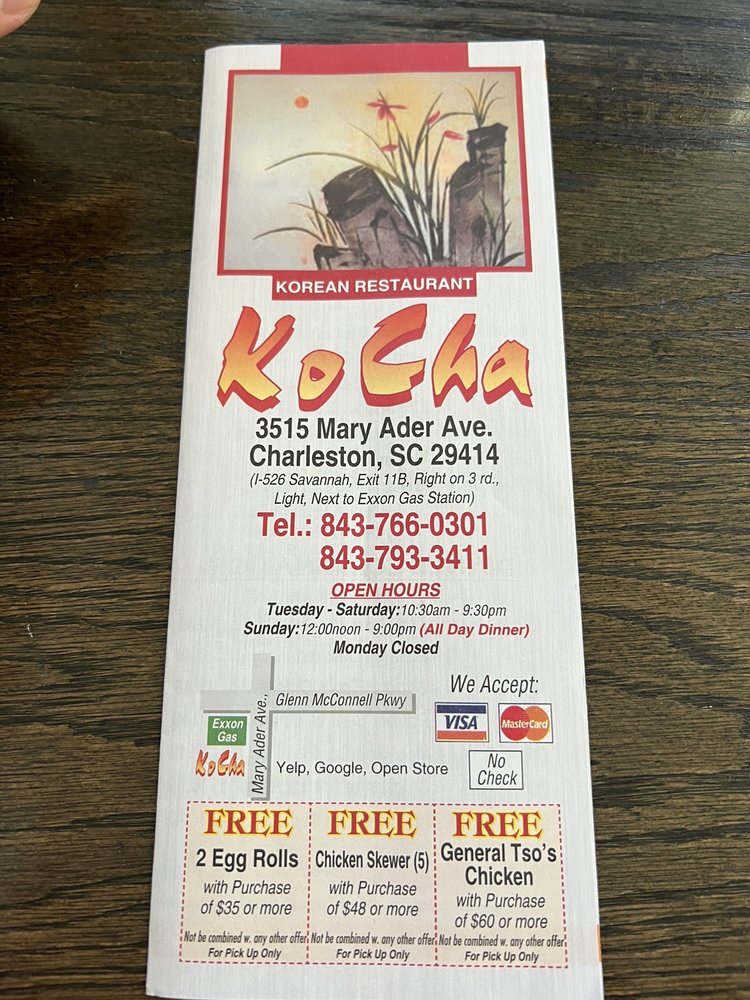 KOREAN RESTAURANT
KoCha
3515 Mary Ader Ave.
Charleston, SC 29414
(I-526 Savannah, Exit 11B, Right on 3 rd.,
Light, Next to Exxon Gas Station)
Tel.: 843-766-0301
843-793-3411
OPEN HOURS
Tuesday - Saturday:10:30am - 9:30pm
Sunday:12:00noon - 9:00pm (All Day Dinner)
Monday Closed
Glenn McConnell Pkwy
Mary Ader Ave.,
Exxon
Gas
KoCha
Yelp, Google, Open Store
We Accept:
VISA
MasterCard
No
Check
FREE
2 Egg Rolls
with Purchase
of $35 or more
Not be combined w. any other offer
For Pick Up Only
FREE
Chicken Skewer (5)
with Purchase
of $48 or more
Not be combined w. any other offer
For Pick Up Only
FREE
General Tso's
Chicken
with Purchase
of $60 or more
Not be combined w. any other offer
For Pick Up Only